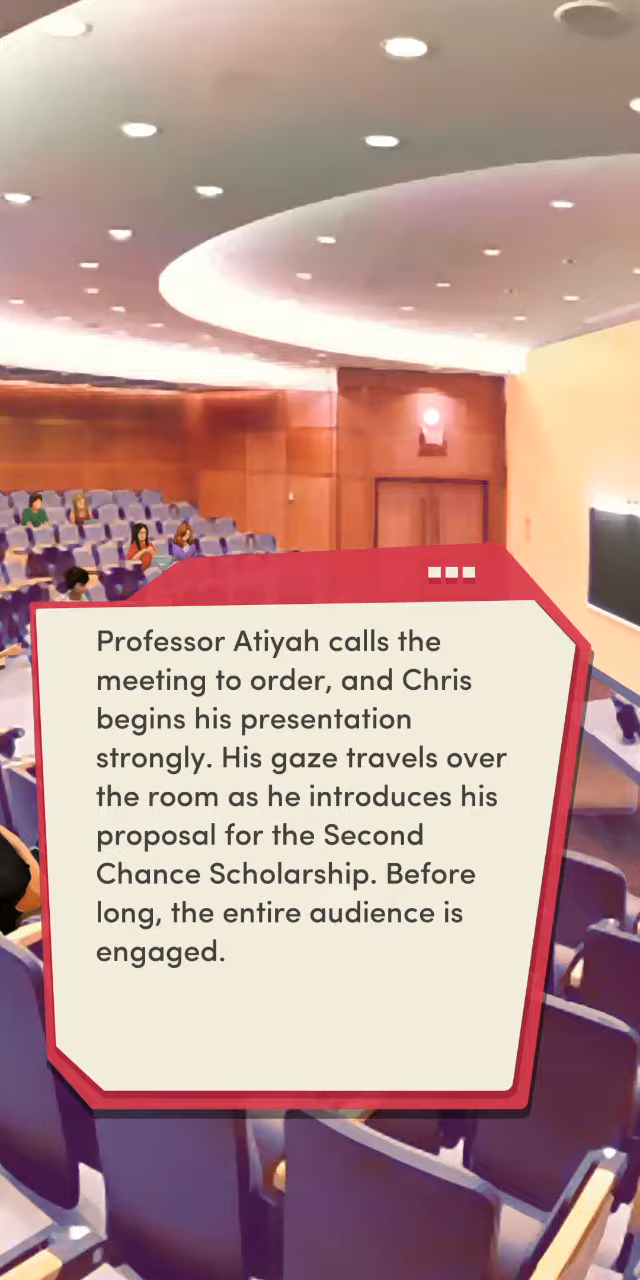 Professor Atiyah calls the
meeting to order, and Chris
begins his presentation
strongly. His gaze travels over
the room as he introduces his
proposal for the Second
Chance Scholarship. Before
long, the entire audience is
engaged.